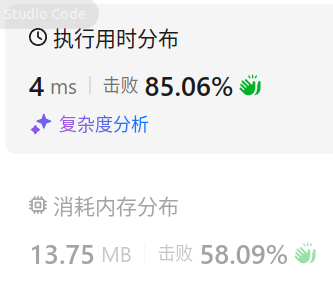 Studio Code
执行用时分布
4 ms | 击败 85.06%
复杂度分析
消耗内存分布
13.75 MB | 击败 58.09%